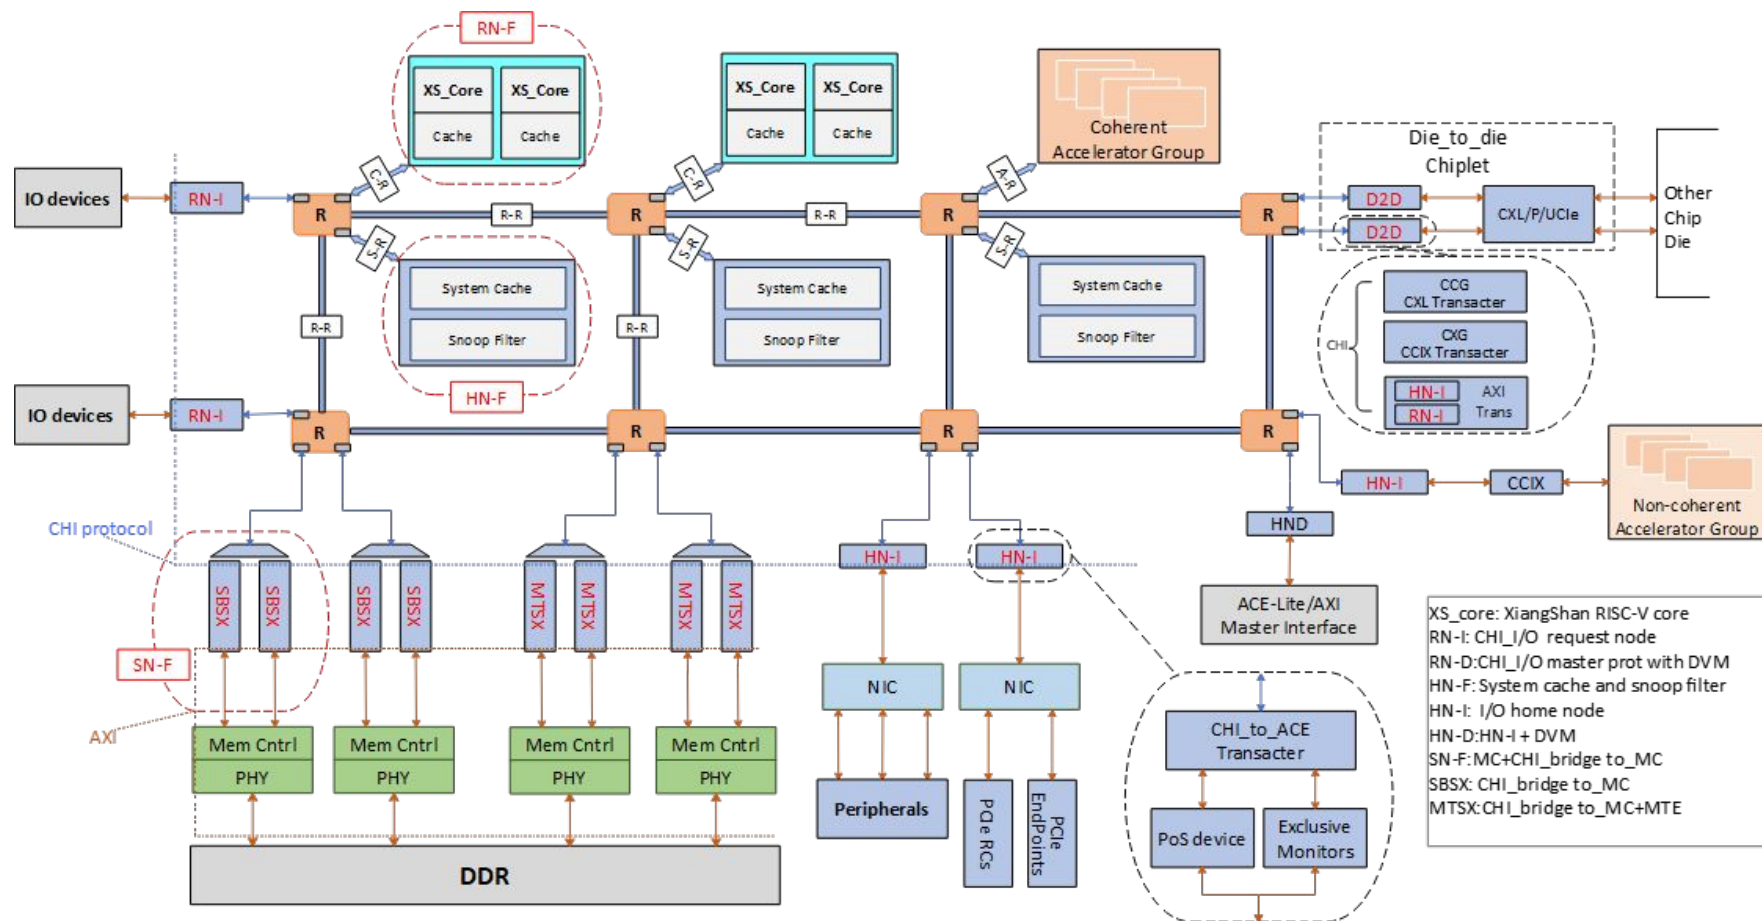 RN-F
XS_Core
XS_Core
Cache
Cache
XS_Core
XS_Core
Cache
Cache
Coherent
Accelerator Group
Die_to_die
Chiplet
IO devices
RN-I
C-R
C-R
A-R
R
R-R
R
R-R
R
R
D2D
D2D
CXL/P/UCIe
Other
Chip
Die
S-R
S-R
S-R
System Cache
Snoop Filter
System Cache
Snoop Filter
System Cache
Snoop Filter
R-R
R-R
HN-F
CHI
CCG
CXL Transacter
CXG
CCIX Transacter
HN-I
RN-I
AXI
Trans
IO devices
RN-I
R
R
R
R
HN-I
CCIX
Non-coherent
Accelerator Group
CHI protocol
HND
HN-I
HN-I
SBSX
SBSX
SBSX
SBSX
MTSX
MTSX
MTSX
MTSX
ACE-Lite/AXI
Master Interface
SN-F
AXI
NIC
NIC
Mem Cntrl
PHY
Mem Cntrl
PHY
Mem Cntrl
PHY
Mem Cntrl
PHY
Peripherals
PCIe RCs
PCIe
EndPoints
DDR
CHI_to_ACE
Transacter
PoS device
Exclusive
Monitors
XS_core: XiangShan RISC-V core
RN-I: CHI_I/O request node
RN-D:CHI_I/O master prot with DVM
HN-F: System cache and snoop filter
HN-I: I/O home node
HN-D:HN-I + DVM
SN-F:MC+CHI_bridge to_MC
SBSX: CHI_bridge to_MC
MTSX:CHI_bridge to_MC+MTE